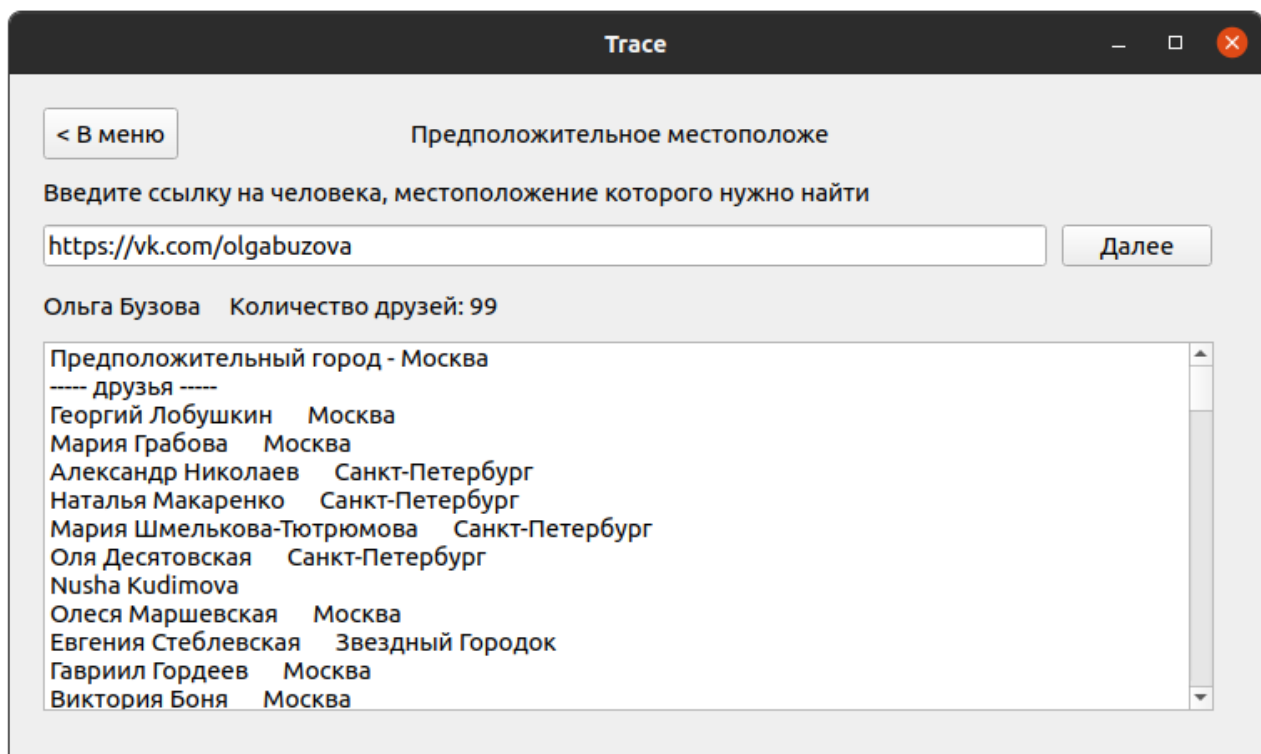 Trace
< В меню
Предположительное местоположе
Введите ссылку на человека, местоположение которого нужно найти
https://vk.com/olgabuzova
Далее
Ольга Бузова Количество друзей: 99
Предположительный город - Москва
----- друзья -----
Георгий Лобушкин Москва
Мария Грабова Москва
Александр Николаев Санкт-Петербург
Наталья Макаренко Санкт-Петербург
Мария Шмелькова-Тютрюмова Санкт-Петербург
Оля Десятовская Санкт-Петербург
Nusha Kudimova
Олеся Маршевская Москва
Евгения Стеблевская Звездный Городок
Гавриил Гордеев Москва
Виктория Боня Москва